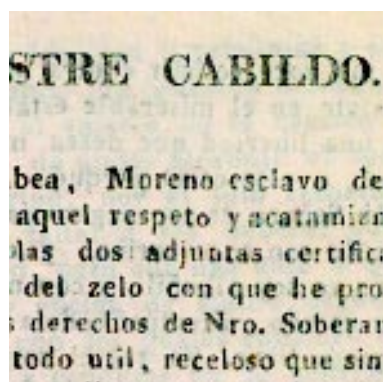 STRE CABILDO.
bea, Moreno esclavo de
aquel respeto y acatamien
las dos adjuntas certifica
del zelo con que he pro
s derechos de Nro. Soberan
todo util, receloso que sin